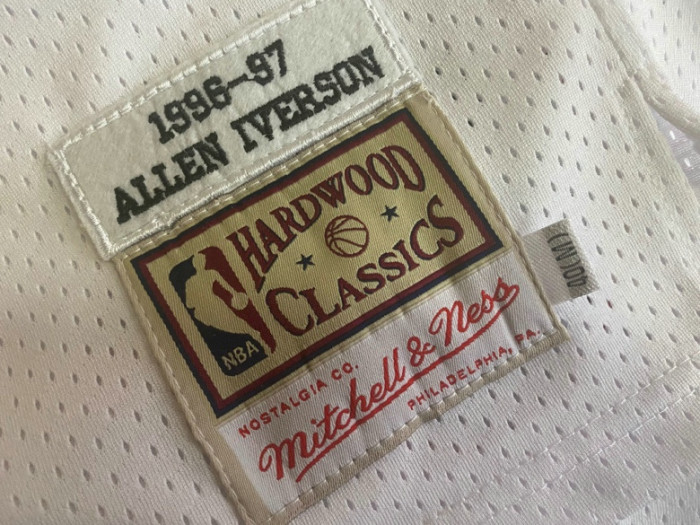 1996-97
ALLEN IVERSON
HARDWOOD
CLASSICS
NBA
NOSTALGIA CO.
Mitchell & Ness
PHILADELPHIA, PA.